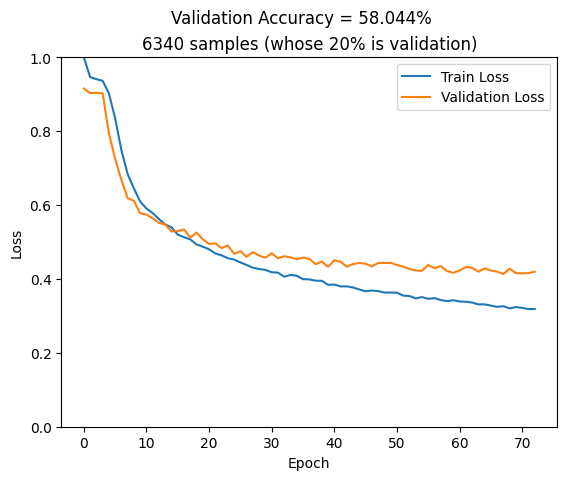 Validation Accuracy = 58.044%
6340 samples (whose 20% is validation)
Train Loss
Validation Loss
1.0
0.8
0.6
0.4
0.2
0.0
Loss
0 10 20 30 40 50 60 70
Epoch